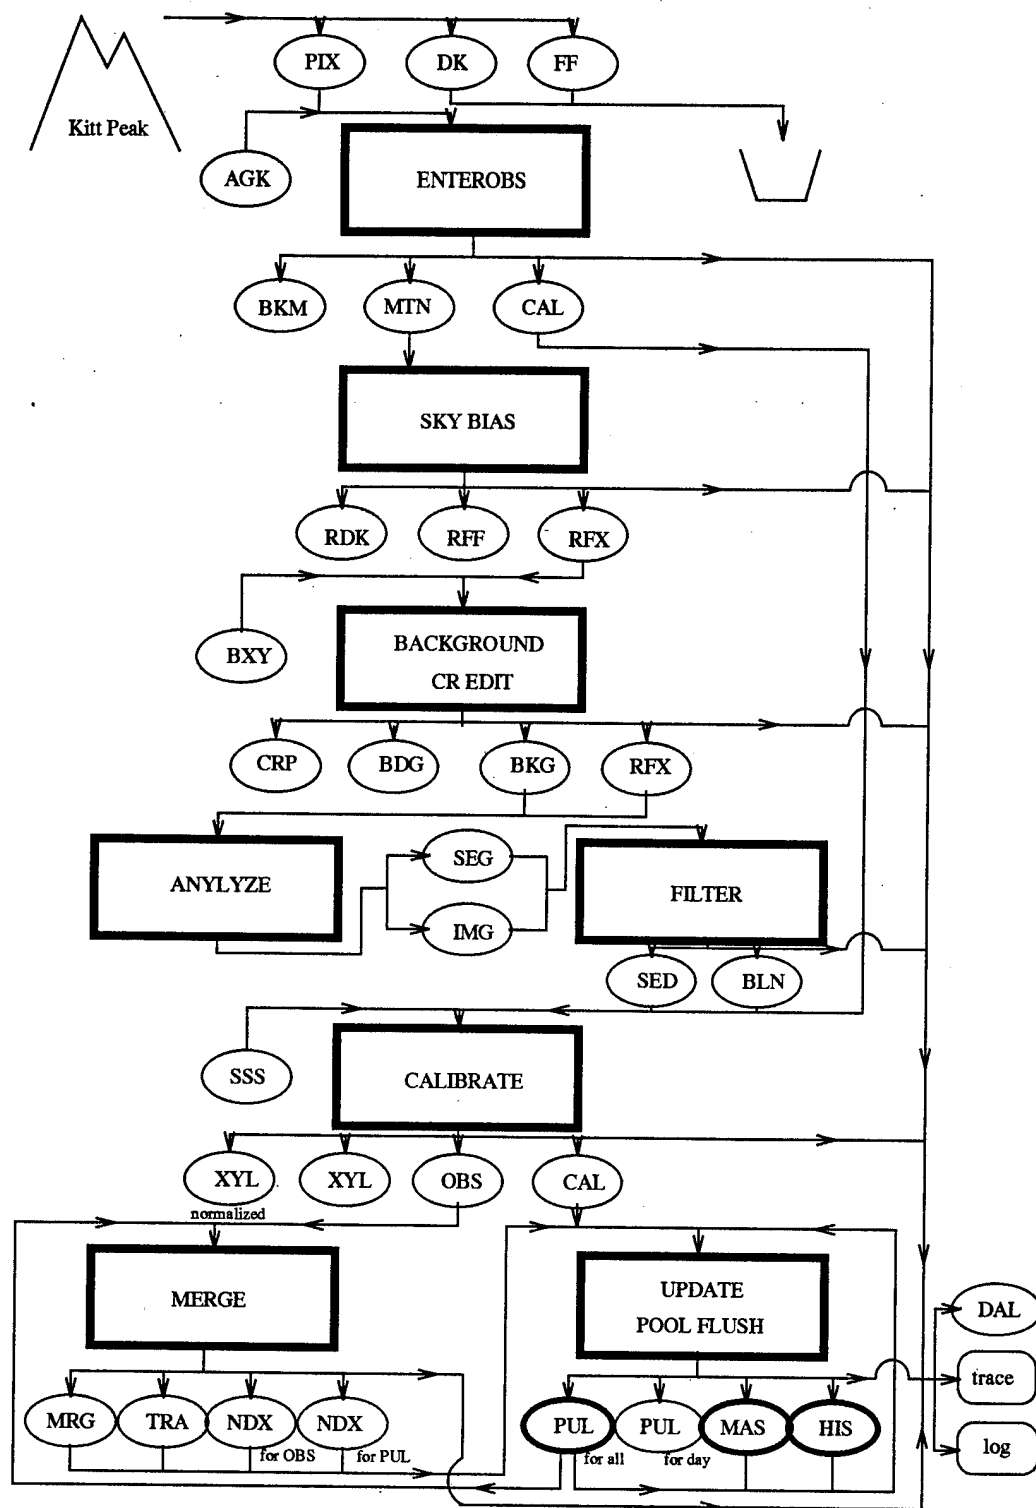 PIX
DK
FF
Kitt Peak
AGK
ENTEROBS
BKM
MTN
CAL
SKY BIAS
RDK
RFF
RFX
BXY
BACKGROUND
CR EDIT
CRP
BDG
BKG
RFX
ANYLYZE
SEG
IMG
FILTER
SED
BLN
SSS
CALIBRATE
XYL
normalized
XYL
OBS
CAL
MERGE
UPDATE
POOL FLUSH
DAL
trace
log
MRG
TRA
NDX
for OBS
NDX
for PUL
PUL
for all
PUL
for day
MAS
HIS